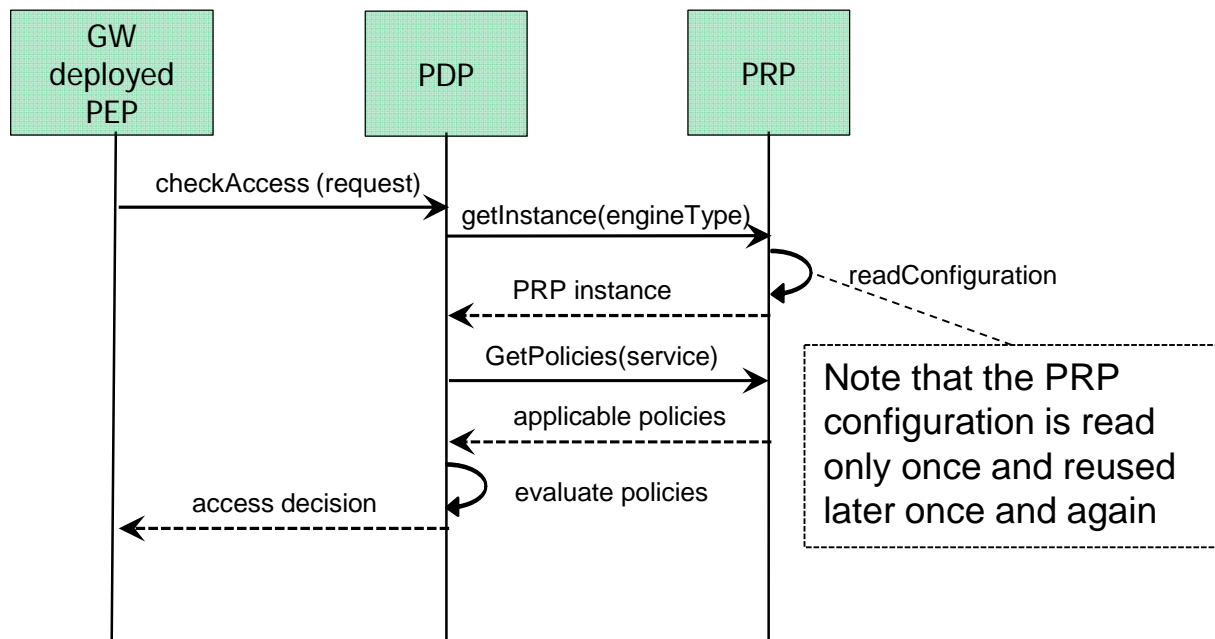 GW
deployed
PEP
PDP
PRP
checkAccess (request)
getInstance(engineType)
readConfiguration
PRP instance
GetPolicies(service)
applicable policies
evaluate policies
access decision
Note that the PRP
configuration is read
only once and reused
later once and again